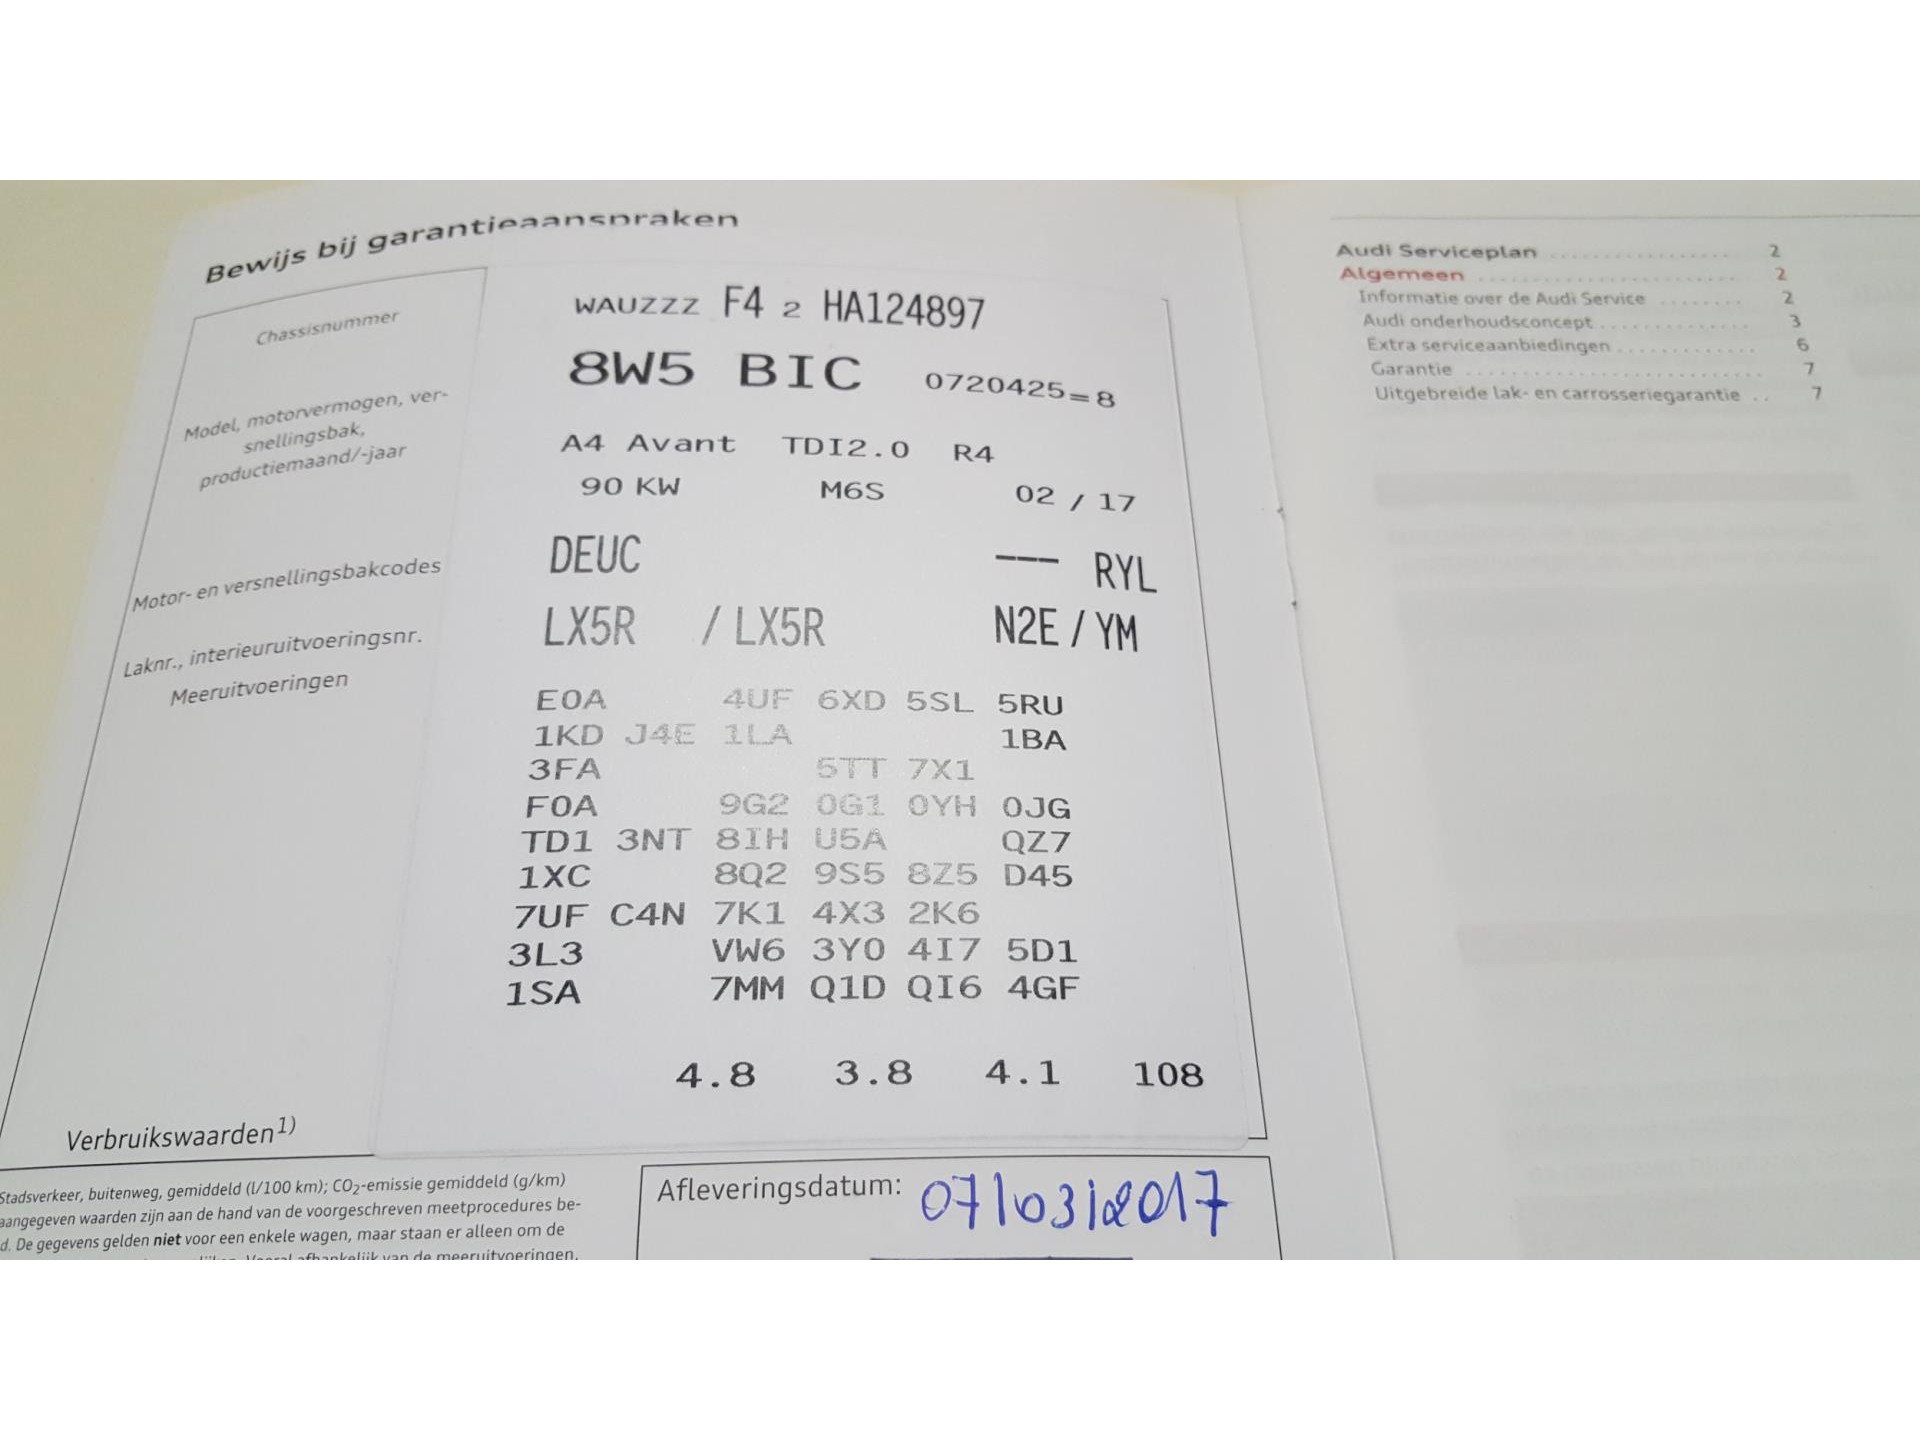 Bewijs bij garantieaanspraken
Chassisnummer
WAUZZZ F4 2 HA124897
Model, motorvermogen, ver-
snellingsbak,
productiemaand/-jaar
8W5 BIC 0720425=8
A4 Avant TDI2.0 R4
90 KW M6S 02 / 17
Motor- en versnellingsbakcodes
DEUC --- RYL
Laknr., interieuruitvoeringsnr.
LX5R / LX5R N2E / YM
Meeruitvoeringen
E0A 4UF 6XD 5SL 5RU
1KD J4E 1LA 1BA
3FA 5TT 7X1
F0A 9G2 0G1 0YH 0JG
TD1 3NT 8IH U5A QZ7
1XC 8Q2 9S5 8Z5 D45
7UF C4N 7K1 4X3 2K6
3L3 VW6 3Y0 4I7 5D1
1SA 7MM Q1D QI6 4GF
Verbruikswaarden1)
4.8 3.8 4.1 108
Stadsverkeer, buitenweg, gemiddeld (l/100 km); CO2-emissie gemiddeld (g/km)
aangegeven waarden zijn aan de hand van de voorgeschreven meetprocedures be-
d. De gegevens gelden niet voor een enkele wagen, maar staan er alleen om de
afhankelijk van de meeruitvoeringen,
Afleveringsdatum: 07/03/2017
Audi Serviceplan 2
Algemeen 2
Informatie over de Audi Service 2
Audi onderhoudsconcept 3
Extra serviceaanbiedingen 6
Garantie 7
Uitgebreide lak- en carrosseriegarantie 7